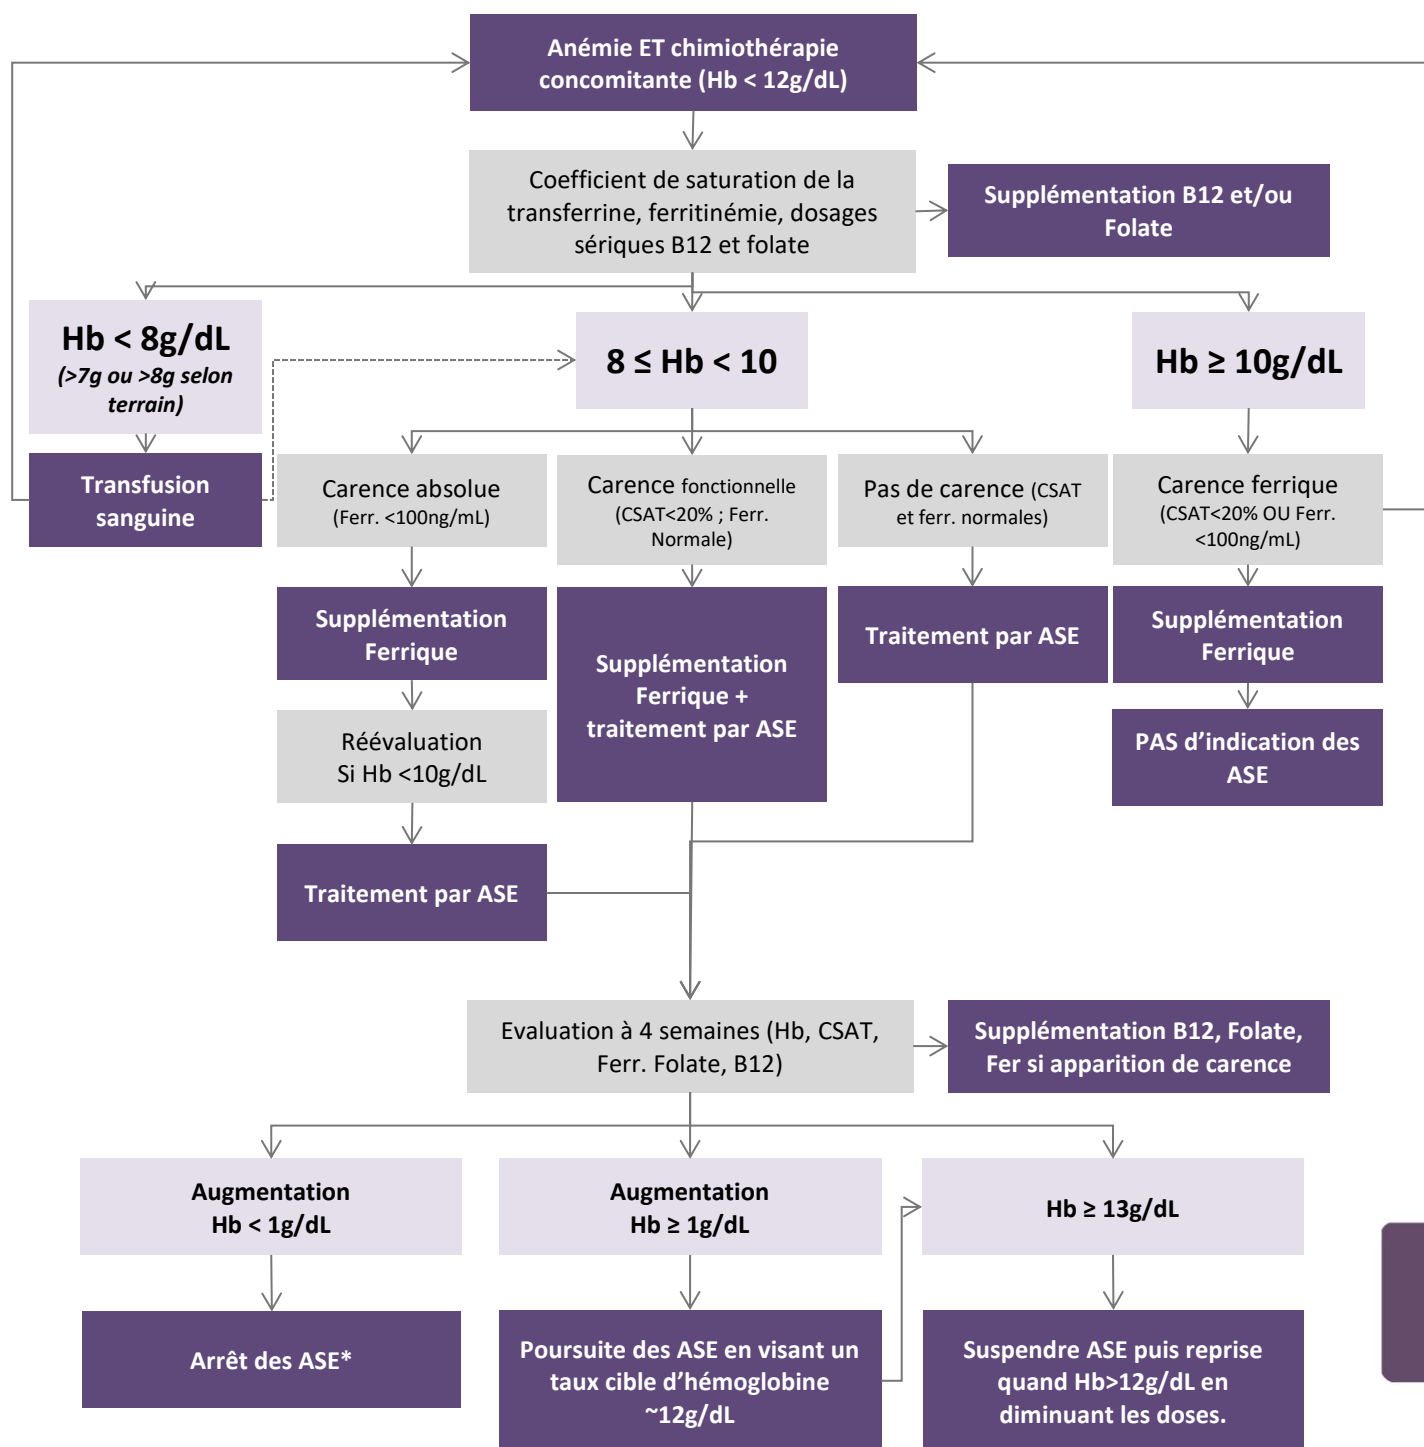 Anémie ET chimiothérapie
concomitante (Hb < 12g/dL)
Coefficient de saturation de la
transferrine, ferritinémie, dosages
sériques B12 et folate
Supplémentation B12 et/ou
Folate
Hb < 8g/dL
(>7g ou >8g selon
terrain)
8 ≤ Hb < 10
Hb ≥ 10g/dL
Transfusion
sanguine
Carence absolue
(Ferr. <100ng/mL)
Carence fonctionnelle
(CSAT<20% ; Ferr.
Normale)
Pas de carence (CSAT
et ferr. normales)
Carence ferrique
(CSAT<20% OU Ferr.
<100ng/mL)
Supplémentation
Ferrique
Supplémentation
Ferrique +
traitement par ASE
Traitement par ASE
Supplémentation
Ferrique
Réévaluation
Si Hb <10g/dL
PAS d’indication des
ASE
Traitement par ASE
Evaluation à 4 semaines (Hb, CSAT,
Ferr. Folate, B12)
Supplémentation B12, Folate,
Fer si apparition de carence
Augmentation
Hb < 1g/dL
Augmentation
Hb ≥ 1g/dL
Hb ≥ 13g/dL
Arrêt des ASE*
Poursuite des ASE en visant un
taux cible d’hémoglobine
~12g/dL
Suspendre ASE puis reprise
quand Hb>12g/dL en
diminuant les doses.